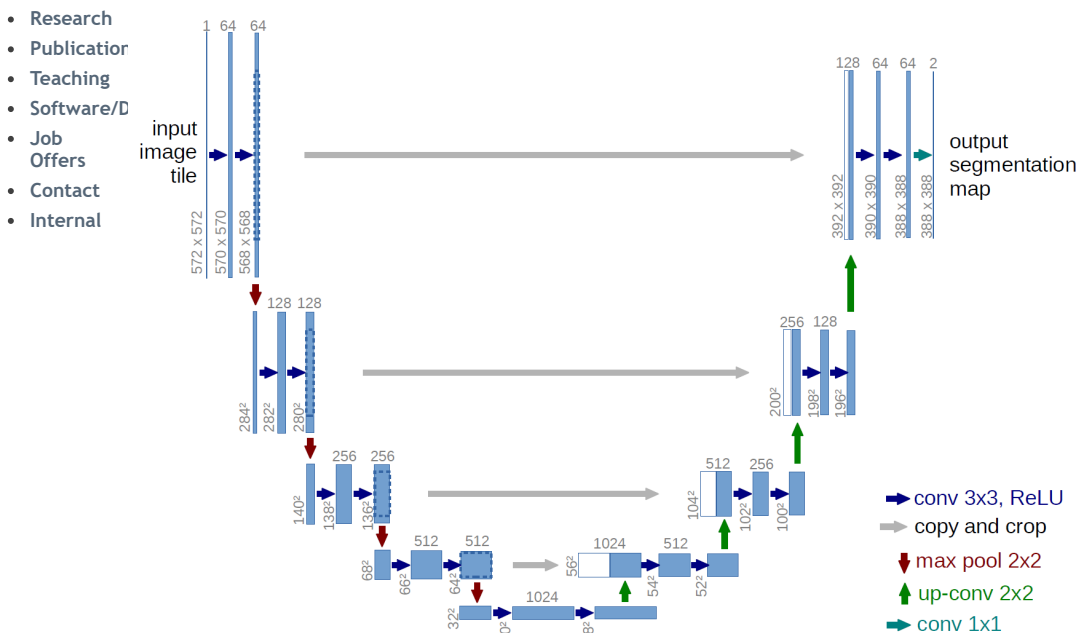 Research
Publication
Teaching
Software/D
Job
Offers
Contact
Internal
1 64 64
128 64 64 2
input
image
tile
output
segmentation
map
572 x 572
570 x 570
568 x 568
392 x 392
390 x 390
388 x 388
388 x 388
128 128
256 128
284²
282²
280²
200²
198²
196²
256 256
512 256
140²
138²
136²
104²
102²
100²
conv 3x3, ReLU
copy and crop
max pool 2x2
up-conv 2x2
conv 1x1
512 512
1024 512
68²
66²
64²
56²
54²
52²
1024
32²